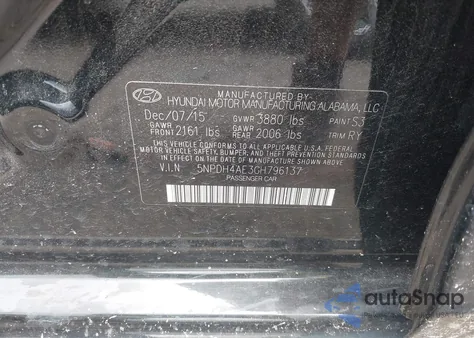 MANUFACTURED BY
HYUNDAI MOTOR MANUFACTURING ALABAMA, LLC
Dec/07/15 GVWR 3880 lbs PAINT S3
GAWR FRONT 2161 lbs GAWR REAR 2006 lbs TRIM RY
THIS VEHICLE CONFORMS TO ALL APPLICABLE U.S. FEDERAL
MOTOR VEHICLE SAFETY, BUMPER, AND THEFT PREVENTION STANDARDS
IN EFFECT ON THE DATE OF MANUFACTURE SHOWN ABOVE.
V.I.N 5NPDH4AE3GH796137
PASSENGER CAR
autoSnap